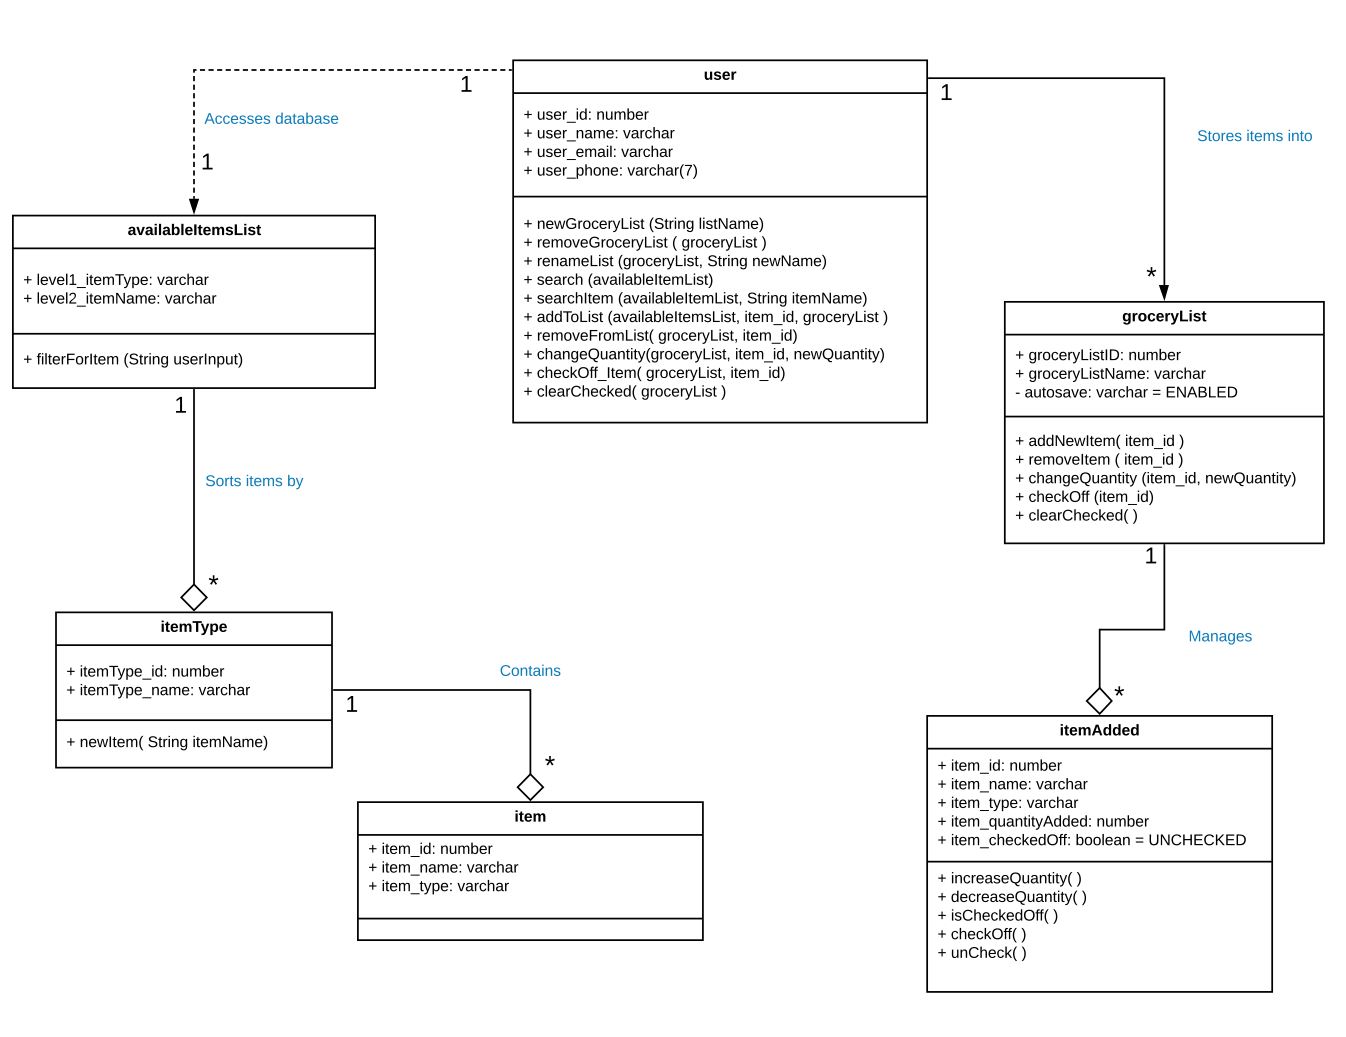 user
+ user_id: number
+ user_name: varchar
+ user_email: varchar
+ user_phone: varchar(7)
+ newGroceryList (String listName)
+ removeGroceryList ( groceryList )
+ renameList (groceryList, String newName)
+ search (availableItemList)
+ searchItem (availableItemList, String itemName)
+ addToList (availableItemsList, item_id, groceryList )
+ removeFromList( groceryList, item_id)
+ changeQuantity(groceryList, item_id, newQuantity)
+ checkOff_Item( groceryList, item_id)
+ clearChecked( groceryList )
1
Accesses database
1
availableItemsList
+ level1_itemType: varchar
+ level2_itemName: varchar
+ filterForItem (String userInput)
1
Stores items into
*
groceryList
+ groceryListID: number
+ groceryListName: varchar
- autosave: varchar = ENABLED
+ addNewItem( item_id )
+ removeItem ( item_id )
+ changeQuantity (item_id, newQuantity)
+ checkOff (item_id)
+ clearChecked( )
1
Sorts items by
*
itemType
+ itemType_id: number
+ itemType_name: varchar
+ newItem( String itemName)
1
Contains
*
item
+ item_id: number
+ item_name: varchar
+ item_type: varchar
1
Manages
*
itemAdded
+ item_id: number
+ item_name: varchar
+ item_type: varchar
+ item_quantityAdded: number
+ item_checkedOff: boolean = UNCHECKED
+ increaseQuantity( )
+ decreaseQuantity( )
+ isCheckedOff( )
+ checkOff( )
+ unCheck( )